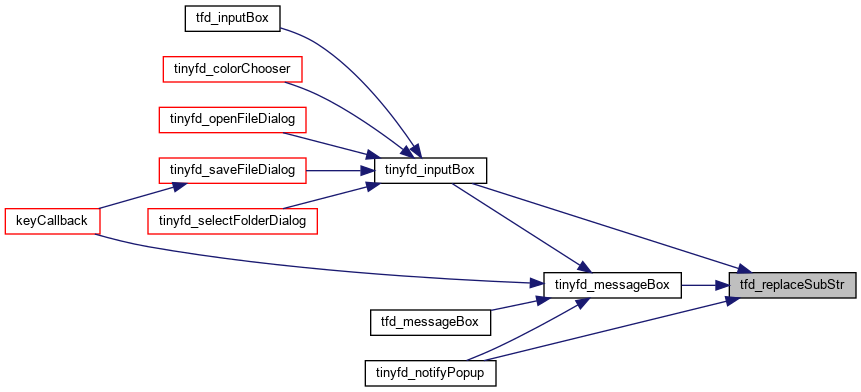 tfd_inputBox
tinyfd_colorChooser
tinyfd_openFileDialog
tinyfd_saveFileDialog
tinyfd_inputBox
keyCallback
tinyfd_selectFolderDialog
tinyfd_messageBox
tfd_replaceSubStr
tfd_messageBox
tinyfd_notifyPopup